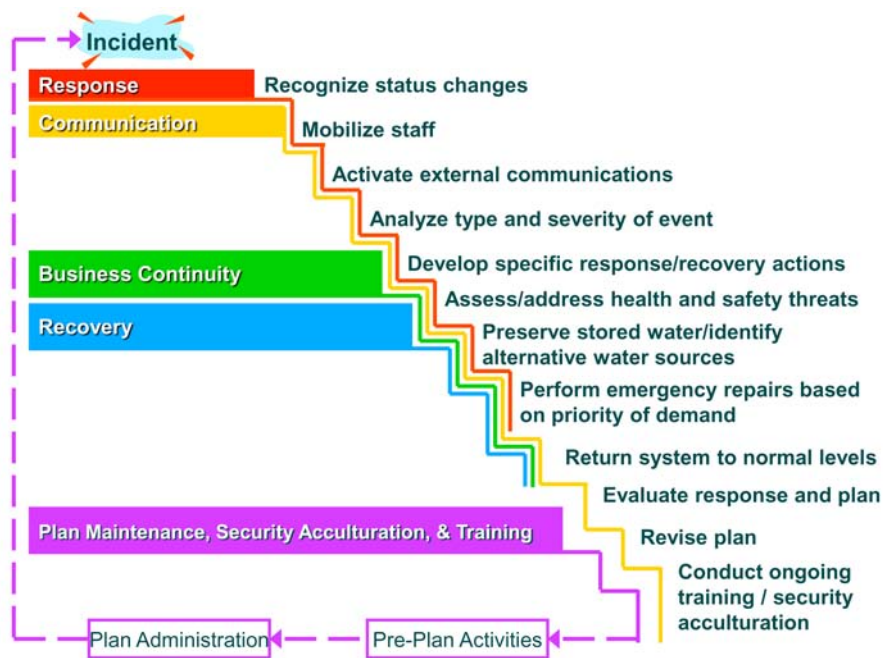 Incident
Response
Recognize status changes
Communication
Mobilize staff
Activate external communications
Analyze type and severity of event
Develop specific response/recovery actions
Business Continuity
Assess/address health and safety threats
Recovery
Preserve stored water/identify
alternative water sources
Perform emergency repairs based
on priority of demand
Return system to normal levels
Evaluate response and plan
Plan Maintenance, Security Acculturation, & Training
Revise plan
Conduct ongoing
training / security
acculturation
Plan Administration
Pre-Plan Activities